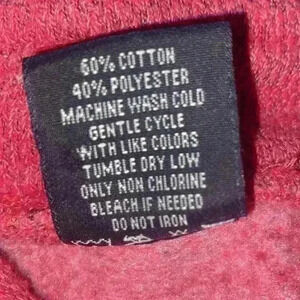 60% COTTON
40% POLYESTER
MACHINE WASH COLD
GENTLE CYCLE
WITH LIKE COLORS
TUMBLE DRY LOW
ONLY NON CHLORINE
BLEACH IF NEEDED
DO NOT IRON